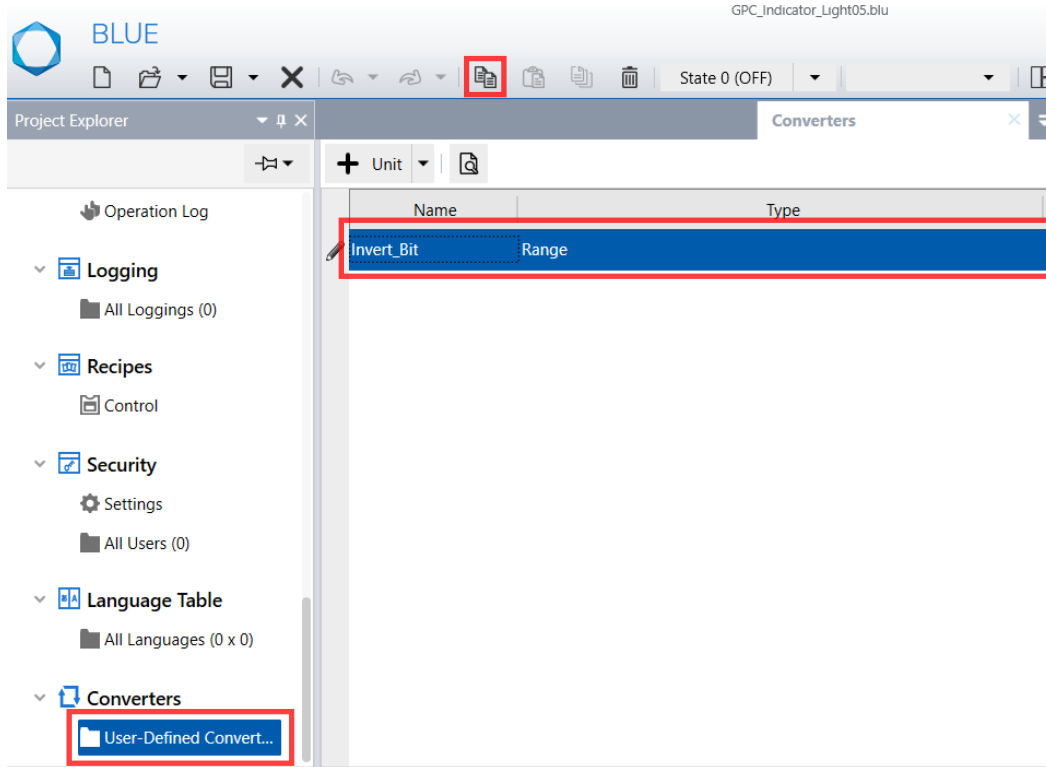 GPC_Indicator_Light05.blu
BLUE
State 0 (OFF)
Project Explorer
Converters
Unit
Operation Log
Name Type
Invert_Bit Range
Logging
All Loggings (0)
Recipes
Control
Security
Settings
All Users (0)
Language Table
All Languages (0 x 0)
Converters
User-Defined Convert...